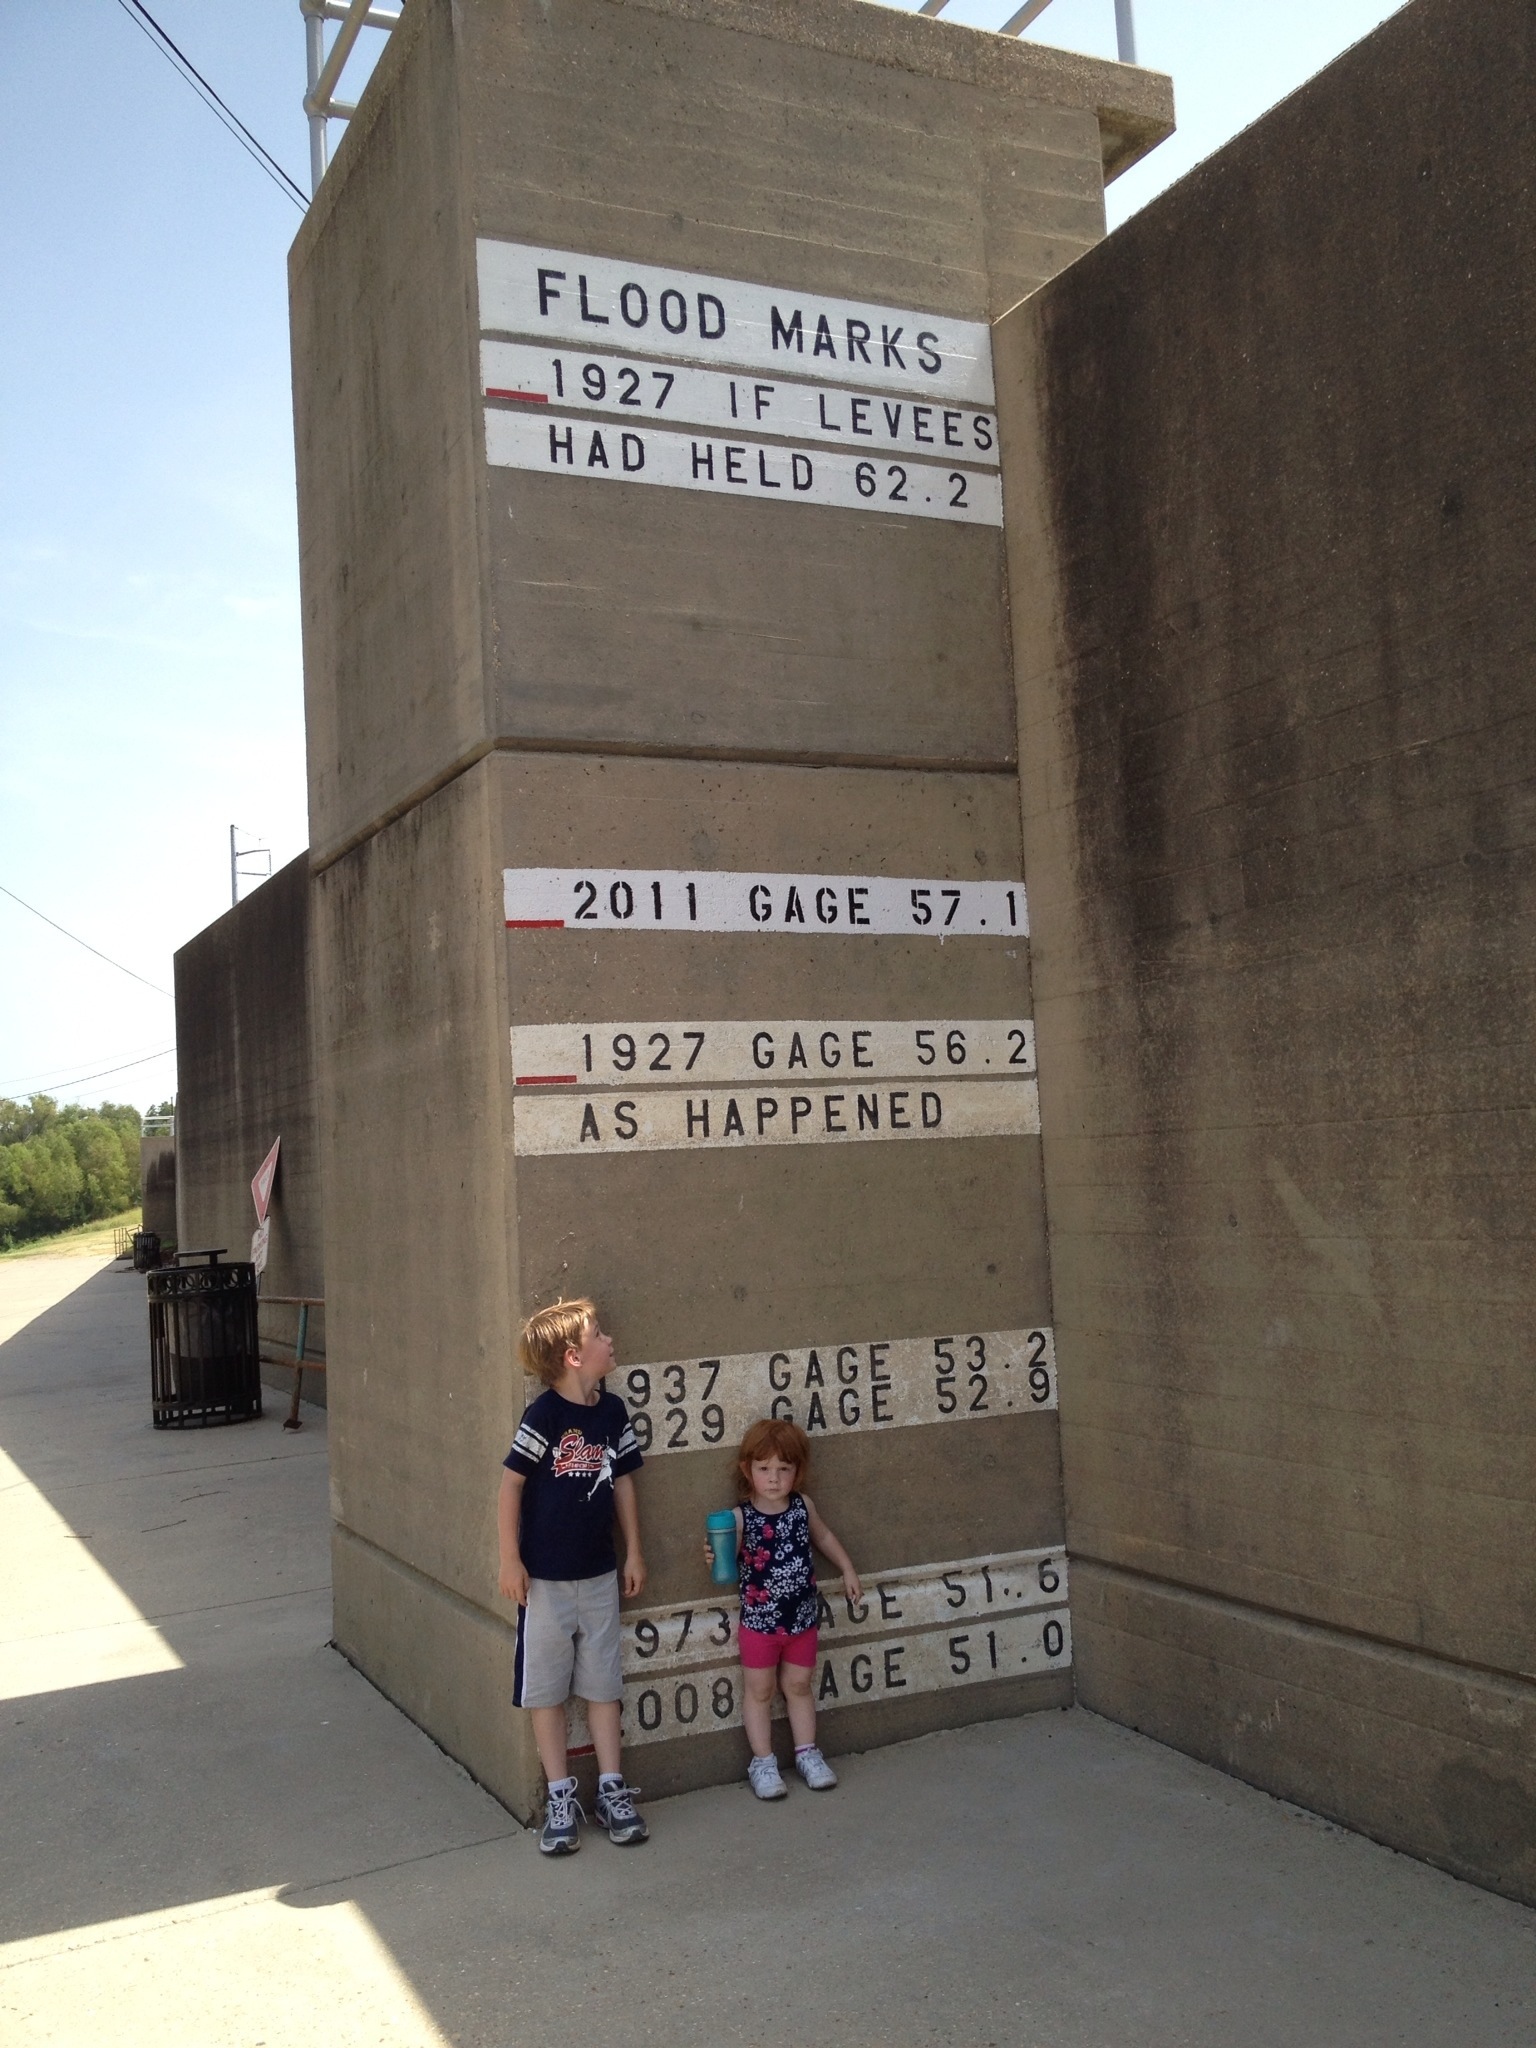 FLOOD MARKS
1927 IF LEVEES
HAD HELD 62.2
2011 GAGE 57.1
1927 GAGE 56.2
AS HAPPENED
937 GAGE 53.2
929 GAGE 52.9
Slam
973 AGE 51.6
008 AGE 51.0